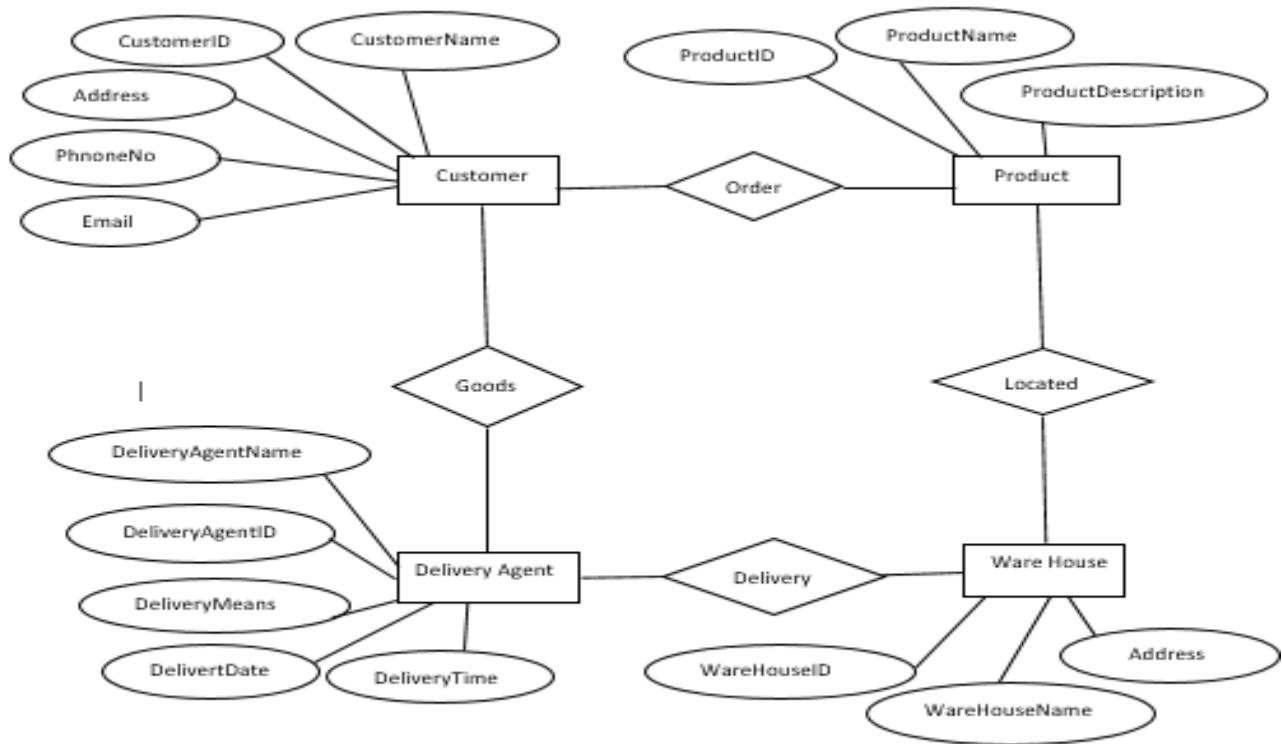 CustomerID
CustomerName
ProductID
ProductName
Address
ProductDescription
PhnoneNo
Customer
Order
Product
Email
Goods
Located
DeliveryAgentName
DeliveryAgentID
Delivery Agent
Delivery
Ware House
DeliveryMeans
DelivertDate
DeliveryTime
WareHouseID
Address
WareHouseName